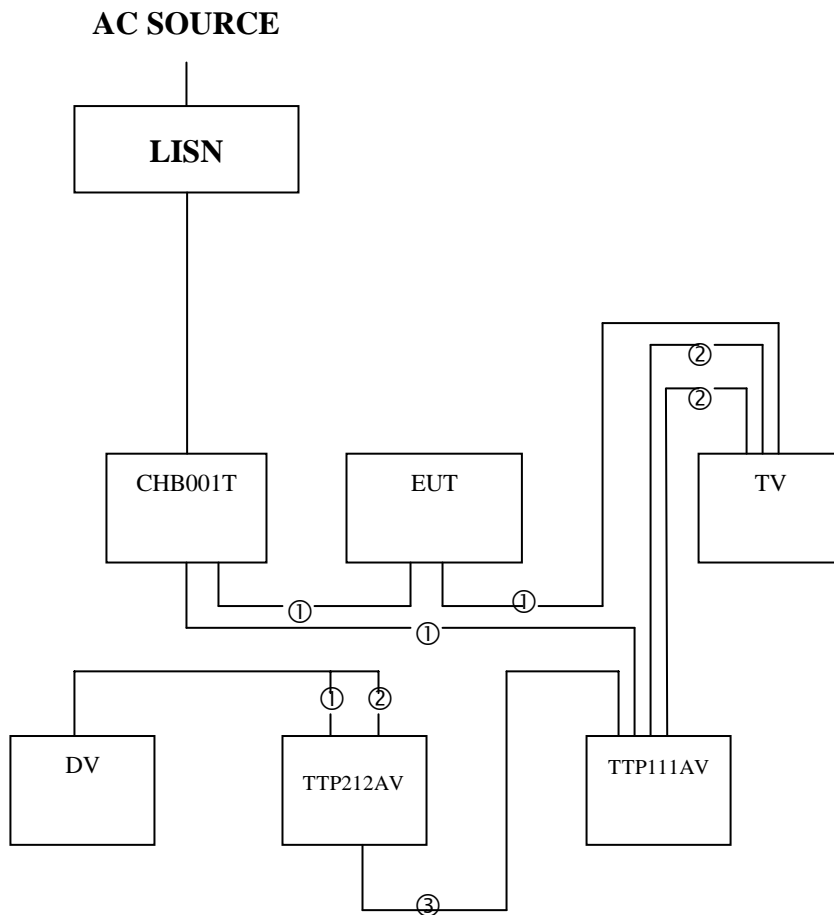 AC SOURCE
LISN
②
②
CHB001T
EUT
TV
①
①
①
①
②
DV
TTP212AV
TTP111AV
③